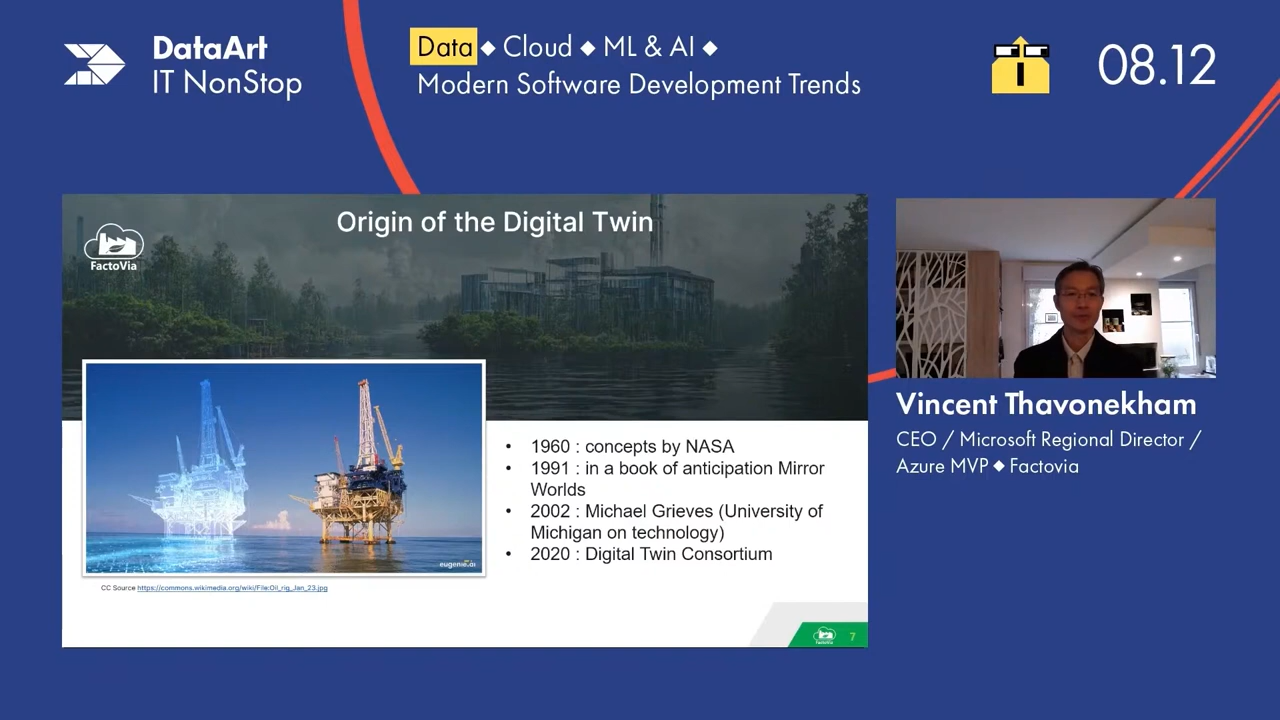 DataArt
IT NonStop
Data ◆ Cloud ◆ ML & AI ◆
Modern Software Development Trends
08.12
Origin of the Digital Twin
FactoVia
• 1960 : concepts by NASA
• 1991 : in a book of anticipation Mirror
Worlds
• 2002 : Michael Grieves (University of
Michigan on technology)
• 2020 : Digital Twin Consortium
eugenie.ai
CC Source https://commons.wikimedia.org/wiki/File:Oil_rig_Jan_23.jpg
7
Vincent Thavonekham
CEO / Microsoft Regional Director /
Azure MVP ◆ Factovia